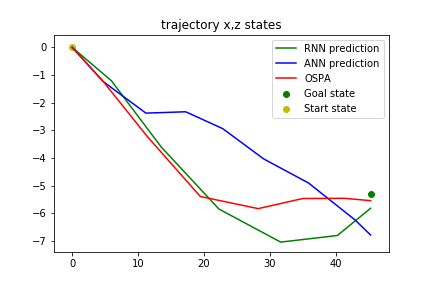 trajectory x,z states
RNN prediction
ANN prediction
OSPA
Goal state
Start state
0
−1
−2
−3
−4
−5
−6
−7
0
10
20
30
40